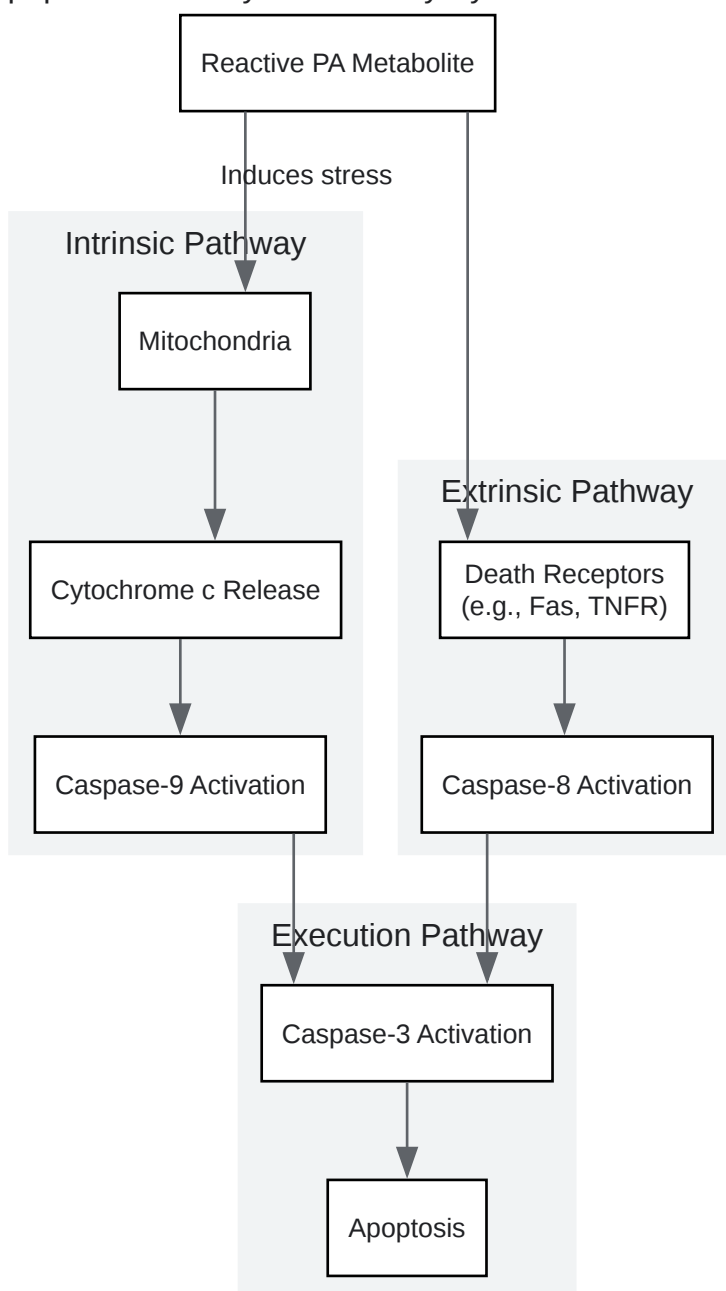 Reactive PA Metabolite
Induces stress
Intrinsic Pathway
Mitochondria
Extrinsic Pathway
Cytochrome c Release
Death Receptors
(e.g., Fas, TNFR)
Caspase-9 Activation
Caspase-8 Activation
Execution Pathway
Caspase-3 Activation
Apoptosis